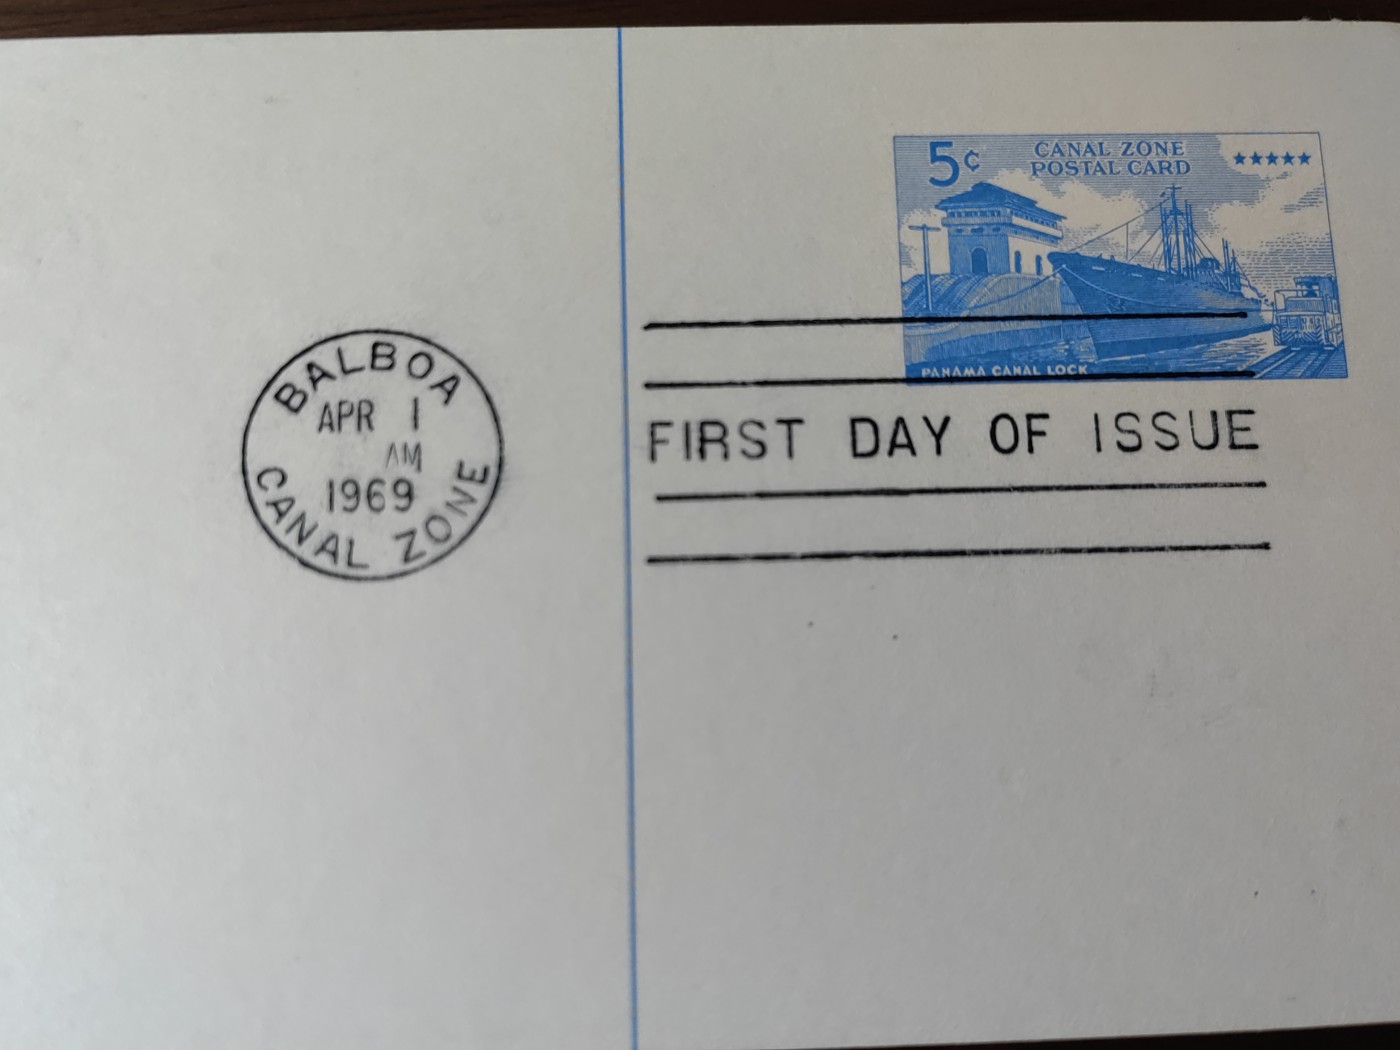 5¢
CANAL ZONE
POSTAL CARD
PANAMA CANAL LOCK
BALBOA
APR 1
AM
1969
CANAL ZONE
FIRST DAY OF ISSUE